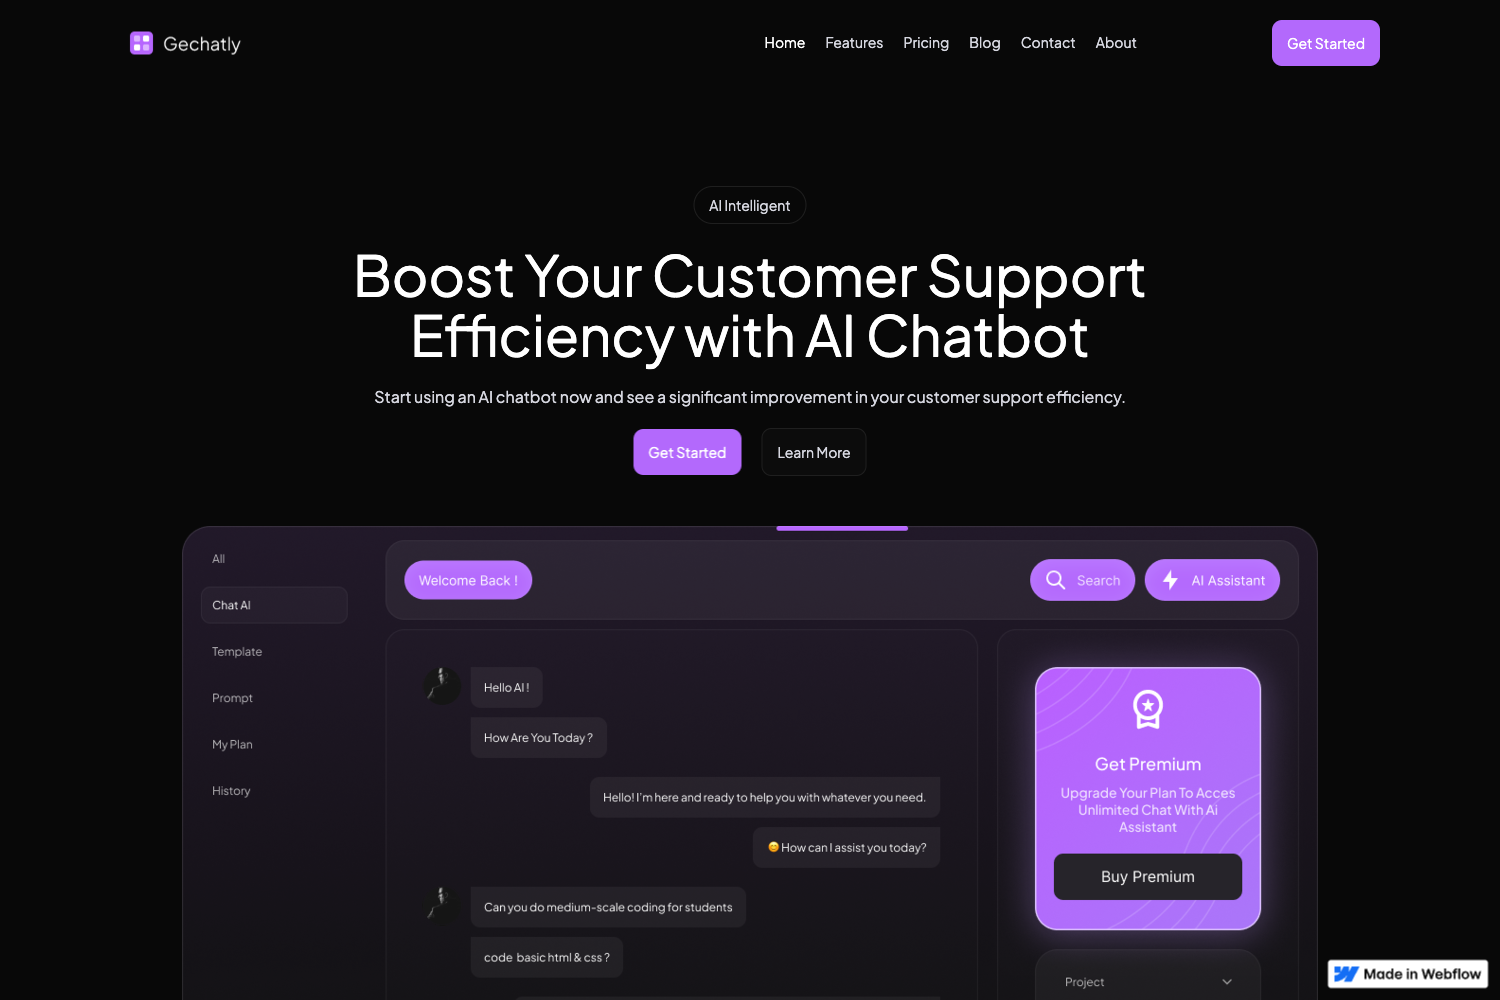 Gechatly
Home Features Pricing Blog Contact About
Get Started
AI Intelligent
Boost Your Customer Support
Efficiency with AI Chatbot
Start using an AI chatbot now and see a significant improvement in your customer support efficiency.
Get Started
Learn More
All
Chat AI
Template
Prompt
My Plan
History
Welcome Back !
Search
AI Assistant
Hello AI !
How Are You Today ?
Hello! I'm here and ready to help you with whatever you need.
😊 How can I assist you today?
Can you do medium-scale coding for students
code basic html & css ?
Get Premium
Upgrade Your Plan To Acces
Unlimited Chat With Ai
Assistant
Buy Premium
Project
Made in Webflow